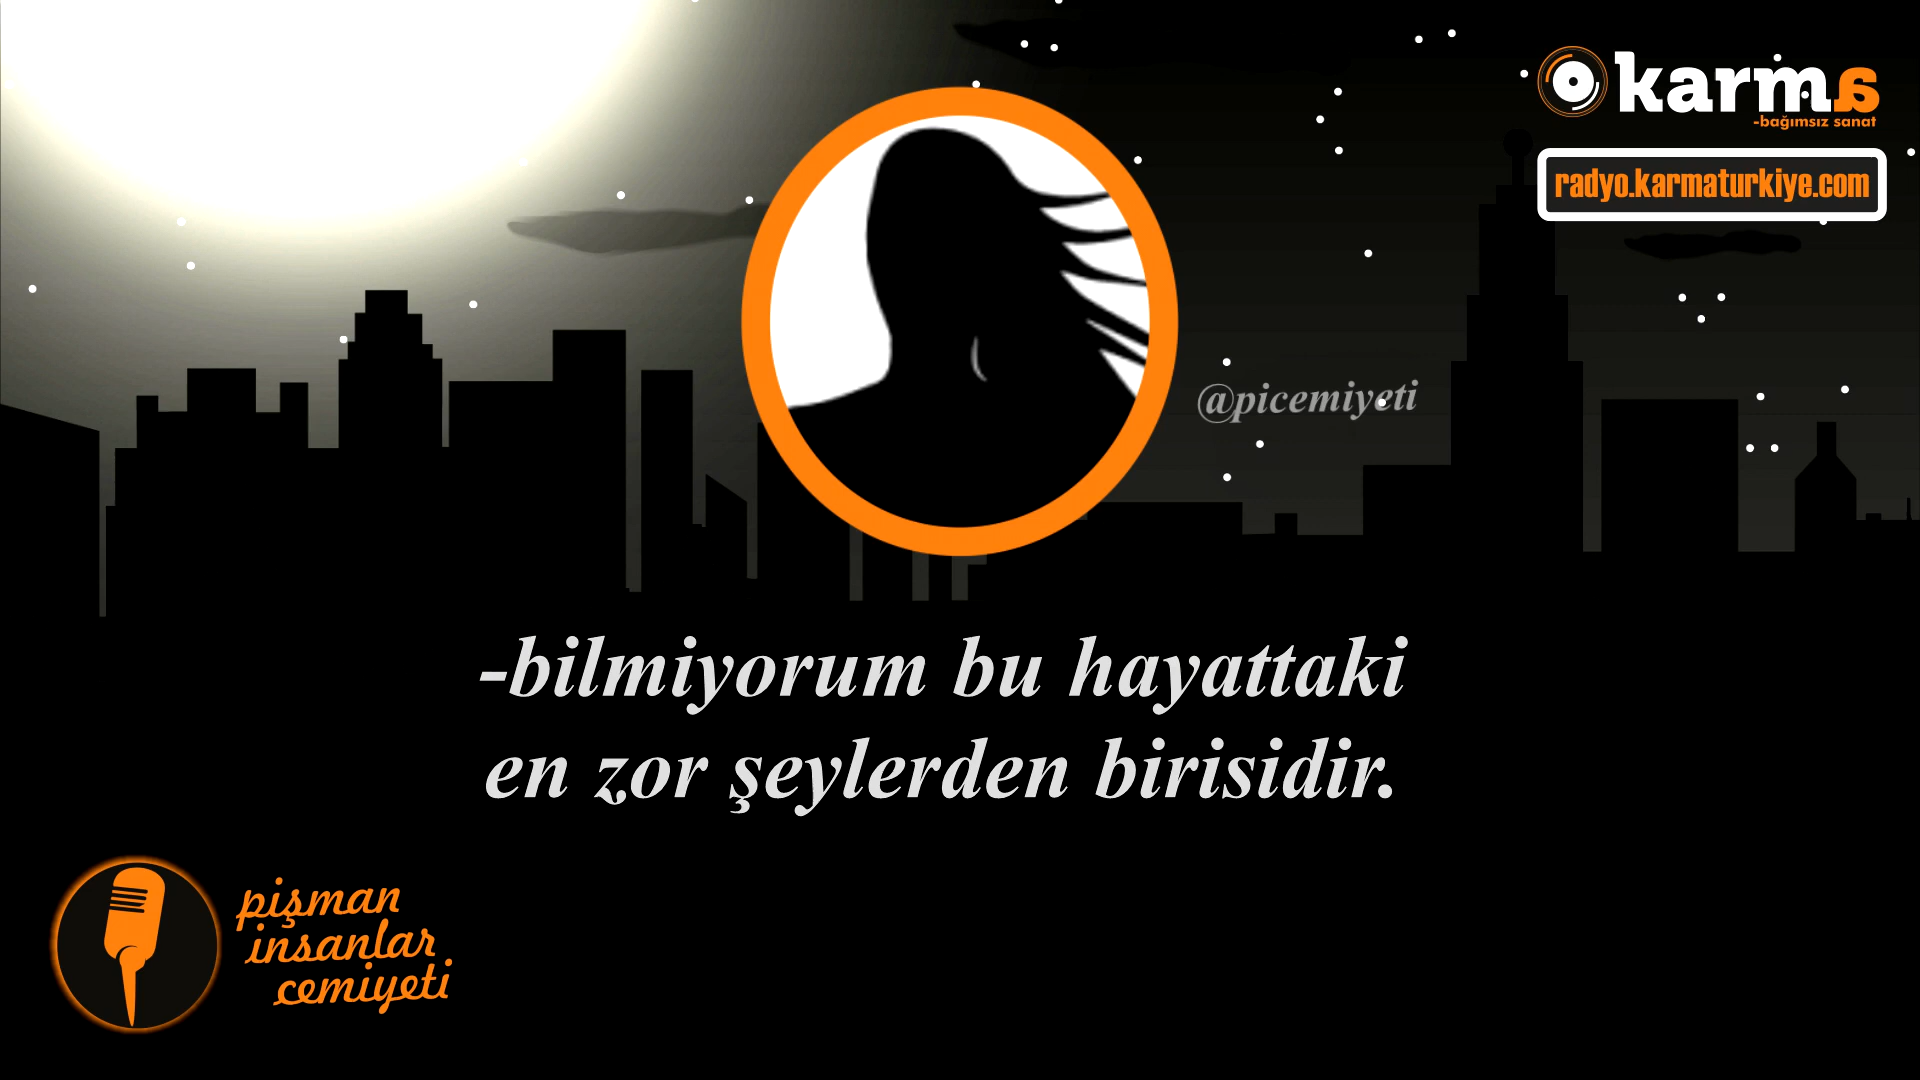 karma
-bağımsız sanat
radyo.karmaturkiye.com
@picemiyeti
-bilmiyorum bu hayattaki
en zor şeylerden birisidir.
pişman
insanlar
cemiyeti